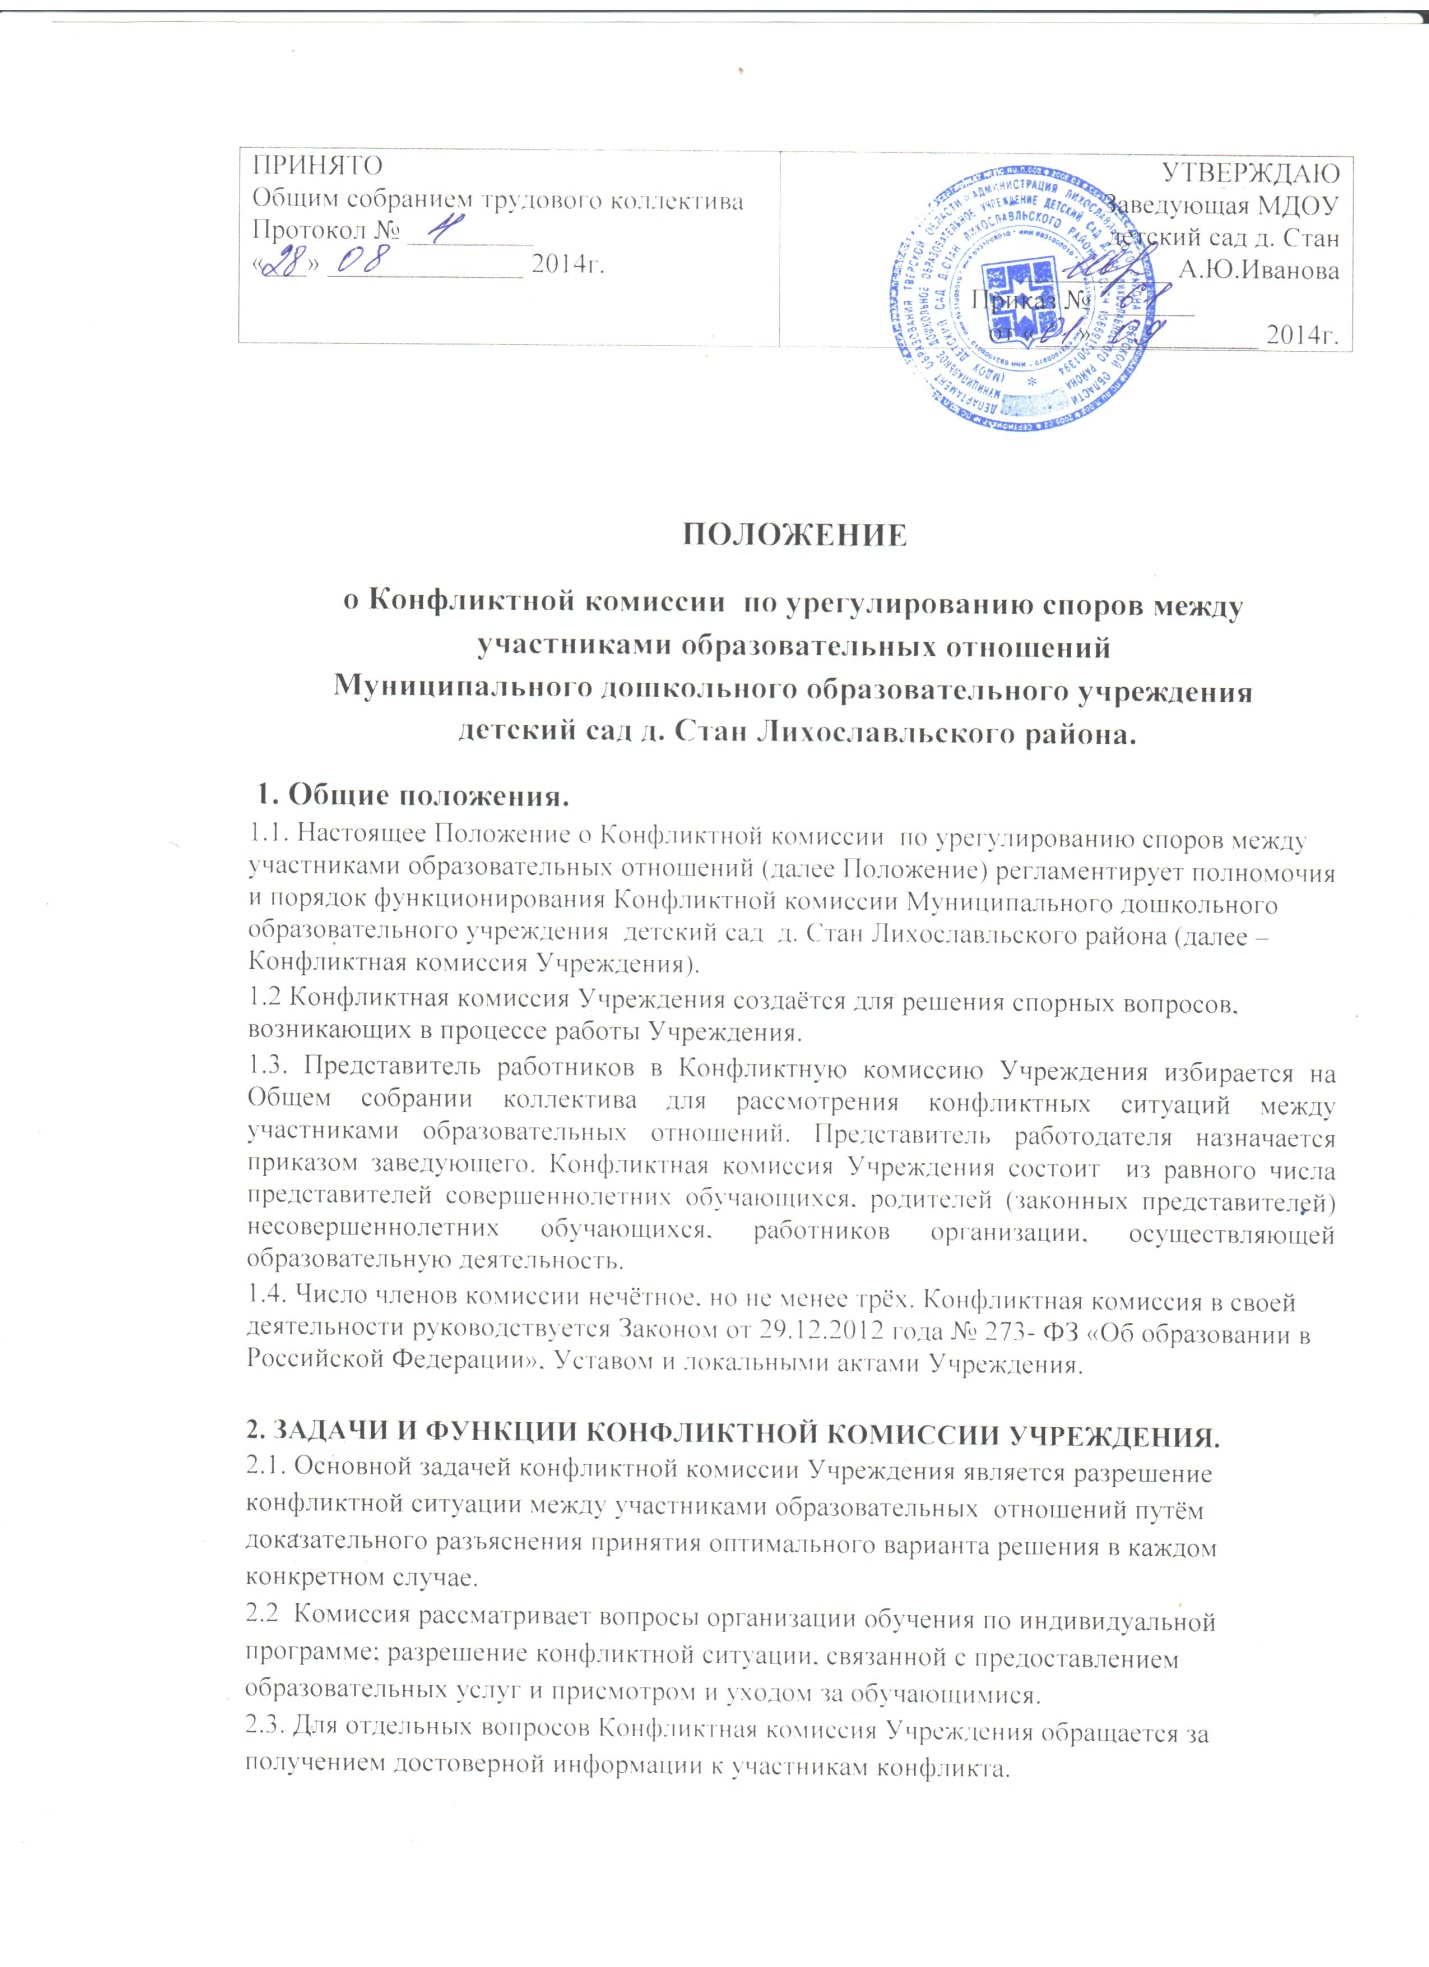 ПРИНЯТО
Общим собранием трудового коллектива
Протокол № 4
«28» 08 2014г.
УТВЕРЖДАЮ
Заведующая МДОУ
детский сад д. Стан
А.Ю.Иванова
Приказ №
от « » 09 2014г.
ПОЛОЖЕНИЕ
о Конфликтной комиссии по урегулированию споров между
участниками образовательных отношений
Муниципального дошкольного образовательного учреждения
детский сад д. Стан Лихославльского района.
1. Общие положения.
1.1. Настоящее Положение о Конфликтной комиссии по урегулированию споров между
участниками образовательных отношений (далее Положение) регламентирует полномочия
и порядок функционирования Конфликтной комиссии Муниципального дошкольного
образовательного учреждения детский сад д. Стан Лихославльского района (далее –
Конфликтная комиссия Учреждения).
1.2 Конфликтная комиссия Учреждения создаётся для решения спорных вопросов,
возникающих в процессе работы Учреждения.
1.3. Представитель работников в Конфликтную комиссию Учреждения избирается на
Общем собрании коллектива для рассмотрения конфликтных ситуаций между
участниками образовательных отношений. Представитель работодателя назначается
приказом заведующего. Конфликтная комиссия Учреждения состоит из равного числа
представителей совершеннолетних обучающихся, родителей (законных представителей)
несовершеннолетних обучающихся, работников организации, осуществляющей
образовательную деятельность.
1.4. Число членов комиссии нечётное, но не менее трёх. Конфликтная комиссия в своей
деятельности руководствуется Законом от 29.12.2012 года № 273- ФЗ «Об образовании в
Российской Федерации», Уставом и локальными актами Учреждения.
2. ЗАДАЧИ И ФУНКЦИИ КОНФЛИКТНОЙ КОМИССИИ УЧРЕЖДЕНИЯ.
2.1. Основной задачей конфликтной комиссии Учреждения является разрешение
конфликтной ситуации между участниками образовательных отношений путём
доказательного разъяснения принятия оптимального варианта решения в каждом
конкретном случае.
2.2 Комиссия рассматривает вопросы организации обучения по индивидуальной
программе; разрешение конфликтной ситуации, связанной с предоставлением
образовательных услуг и присмотром и уходом за обучающимися.
2.3. Для отдельных вопросов Конфликтная комиссия Учреждения обращается за
получением достоверной информации к участникам конфликта.